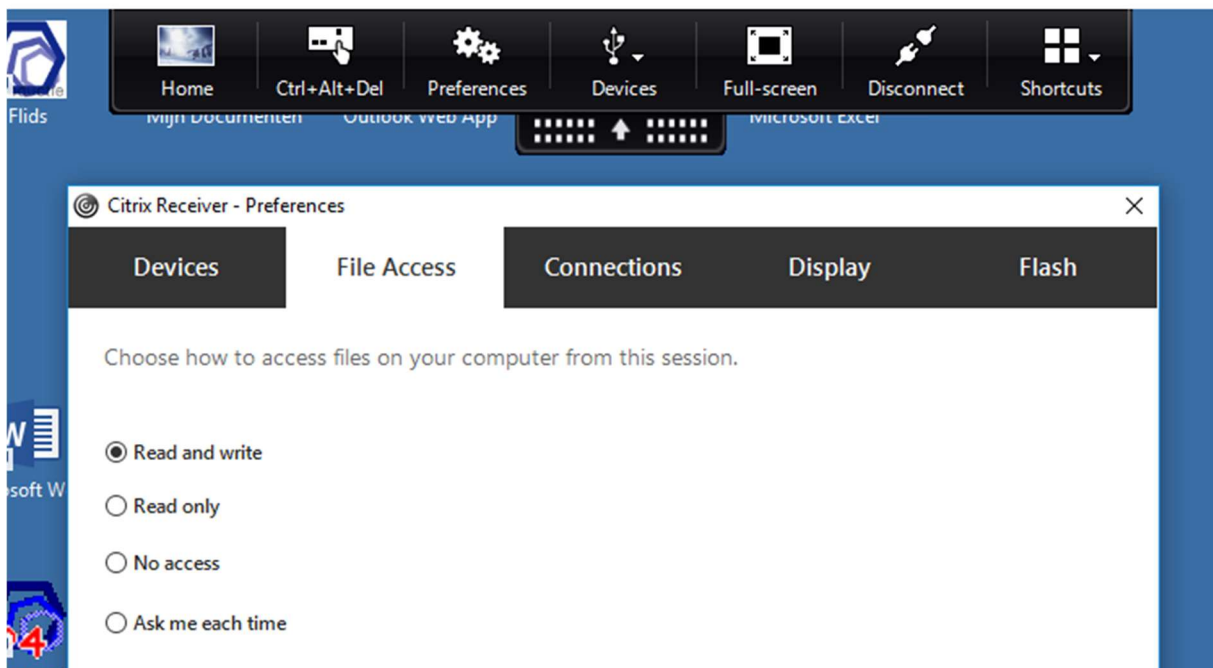 Home Ctrl+Alt+Del Preferences Devices Full-screen Disconnect Shortcuts
Flids Mijn Documenten Outlook Web App Microsoft Excel
Citrix Receiver - Preferences
Devices File Access Connections Display Flash
Choose how to access files on your computer from this session.
Read and write
W
Read only
osoft W
No access
Ask me each time
04